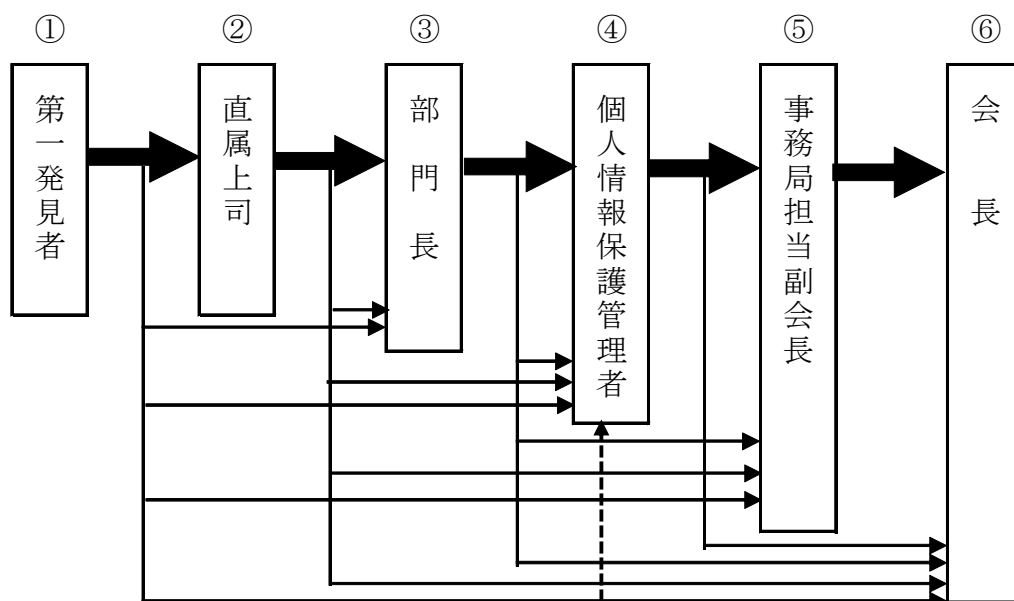 ①
②
③
④
⑤
⑥
第一発見者
直属上司
部門長
個人情報保護管理者
事務局担当副会長
会長